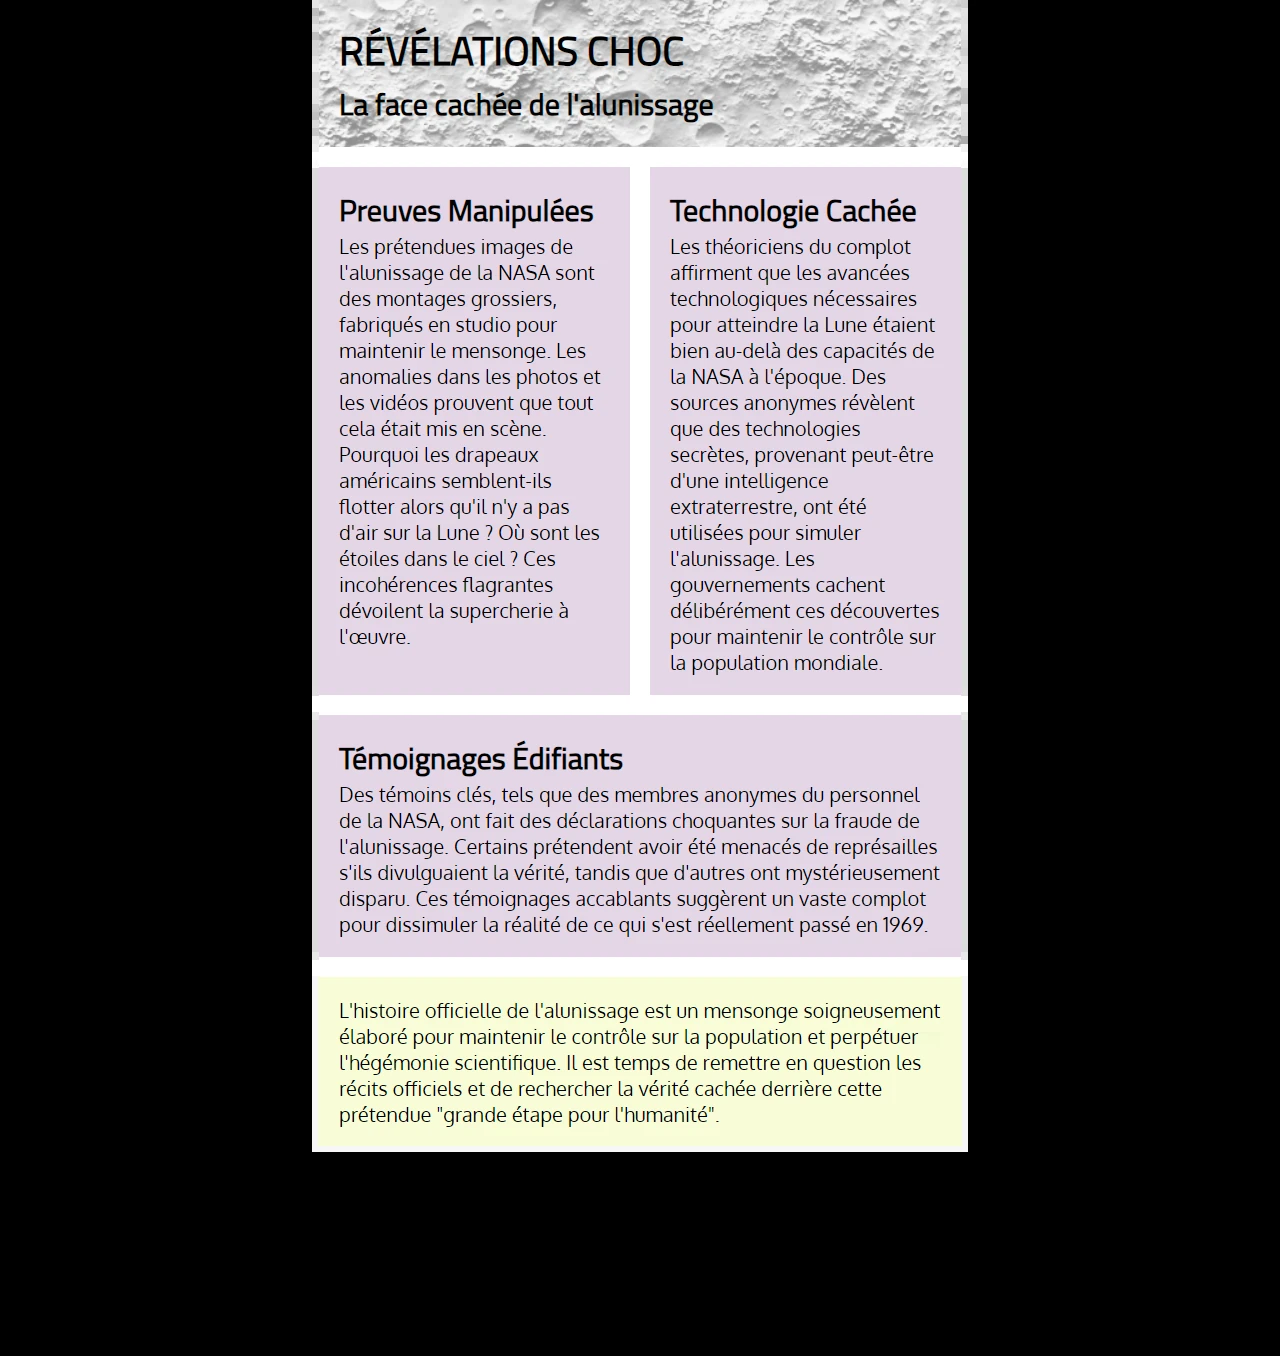 RÉVÉLATIONS CHOC
La face cachée de l'alunissage
Preuves Manipulées
Les prétendues images de
l'alunissage de la NASA sont
des montages grossiers,
fabriqués en studio pour
maintenir le mensonge. Les
anomalies dans les photos et
les vidéos prouvent que tout
cela était mis en scène.
Pourquoi les drapeaux
américains semblent-ils
flotter alors qu'il n'y a pas
d'air sur la Lune ? Où sont les
étoiles dans le ciel ? Ces
incohérences flagrantes
dévoilent la supercherie à
l'œuvre.
Technologie Cachée
Les théoriciens du complot
affirment que les avancées
technologiques nécessaires
pour atteindre la Lune étaient
bien au-delà des capacités de
la NASA à l'époque. Des
sources anonymes révèlent
que des technologies
secrètes, provenant peut-être
d'une intelligence
extraterrestre, ont été
utilisées pour simuler
l'alunissage. Les
gouvernements cachent
délibérément ces découvertes
pour maintenir le contrôle sur
la population mondiale.
Témoignages Édifiants
Des témoins clés, tels que des membres anonymes du personnel
de la NASA, ont fait des déclarations choquantes sur la fraude de
l'alunissage. Certains prétendent avoir été menacés de représailles
s'ils divulguaient la vérité, tandis que d'autres ont mystérieusement
disparu. Ces témoignages accablants suggèrent un vaste complot
pour dissimuler la réalité de ce qui s'est réellement passé en 1969.
L'histoire officielle de l'alunissage est un mensonge soigneusement
élaboré pour maintenir le contrôle sur la population et perpétuer
l'hégémonie scientifique. Il est temps de remettre en question les
récits officiels et de rechercher la vérité cachée derrière cette
prétendue "grande étape pour l'humanité".